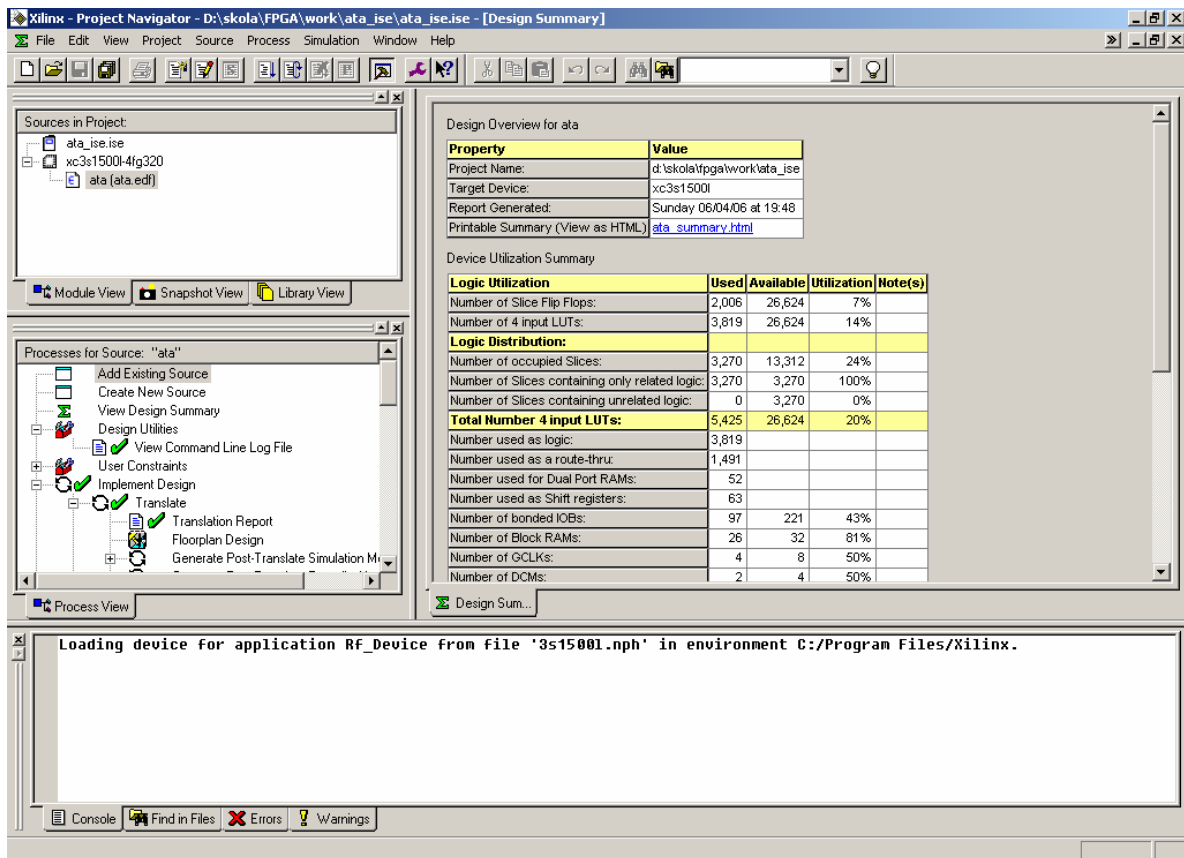 Xilinx - Project Navigator - D:\skola\FPGA\work\ata_ise\ata_ise.ise - [Design Summary]
File Edit View Project Source Process Simulation Window Help
Sources in Project:
ata_ise.ise
xc3s1500l-4fg320
ata (ata.edf)
Module View Snapshot View Library View
Processes for Source: "ata"
Add Existing Source
Create New Source
View Design Summary
Design Utilities
View Command Line Log File
User Constraints
Implement Design
Translate
Translation Report
Floorplan Design
Generate Post-Translate Simulation M
Process View
Design Overview for ata
Property Value
Project Name: d:\skola\fpga\work\ata_ise
Target Device: xc3s1500l
Report Generated: Sunday 06/04/06 at 19:48
Printable Summary (View as HTML) ata_summary.html
Device Utilization Summary
Logic Utilization Used Available Utilization Note(s)
Number of Slice Flip Flops: 2,006 26,624 7%
Number of 4 input LUTs: 3,819 26,624 14%
Logic Distribution:
Number of occupied Slices: 3,270 13,312 24%
Number of Slices containing only related logic: 3,270 3,270 100%
Number of Slices containing unrelated logic: 0 3,270 0%
Total Number 4 input LUTs: 5,425 26,624 20%
Number used as logic: 3,819
Number used as a route-thru: 1,491
Number used for Dual Port RAMs: 52
Number used as Shift registers: 63
Number of bonded IOBs: 97 221 43%
Number of Block RAMs: 26 32 81%
Number of GCLKs: 4 8 50%
Number of DCMs: 2 4 50%
Design Sum...
Loading device for application Rf_Device from file '3s1500l.nph' in environment C:/Program Files/Xilinx.
Console Find in Files Errors Warnings